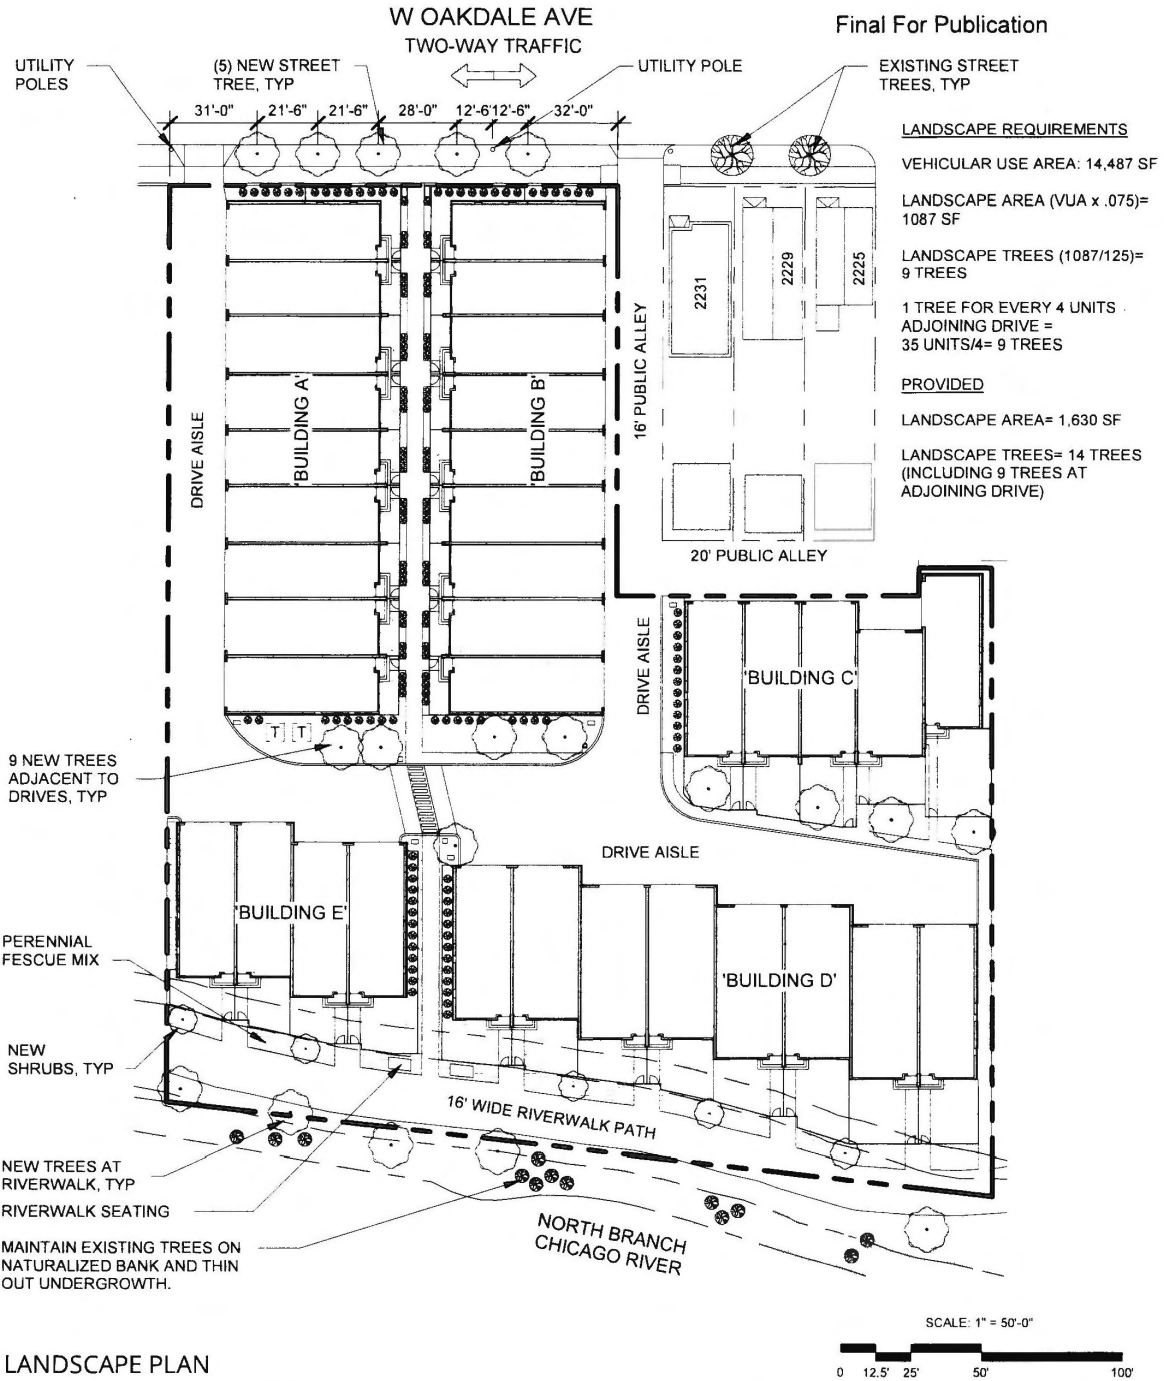 W OAKDALE AVE
TWO-WAY TRAFFIC
Final For Publication
UTILITY
POLES
(5) NEW STREET
TREE, TYP
UTILITY POLE
EXISTING STREET
TREES, TYP
31'-0" 21'-6" 21'-6" 28'-0" 12'-6" 12'-6" 32'-0"
LANDSCAPE REQUIREMENTS
VEHICULAR USE AREA: 14,487 SF
LANDSCAPE AREA (VUA x .075)=
1087 SF
LANDSCAPE TREES (1087/125)=
9 TREES
1 TREE FOR EVERY 4 UNITS
ADJOINING DRIVE =
35 UNITS/4= 9 TREES
PROVIDED
LANDSCAPE AREA= 1,630 SF
LANDSCAPE TREES= 14 TREES
(INCLUDING 9 TREES AT
ADJOINING DRIVE)
2231
2229
2225
DRIVE AISLE
'BUILDING A'
'BUILDING B'
16' PUBLIC ALLEY
20' PUBLIC ALLEY
DRIVE AISLE
'BUILDING C'
T T
9 NEW TREES
ADJACENT TO
DRIVES, TYP
DRIVE AISLE
'BUILDING E'
'BUILDING D'
PERENNIAL
FESCUE MIX
NEW
SHRUBS, TYP
16' WIDE RIVERWALK PATH
NEW TREES AT
RIVERWALK, TYP
RIVERWALK SEATING
MAINTAIN EXISTING TREES ON
NATURALIZED BANK AND THIN
OUT UNDERGROWTH.
NORTH BRANCH
CHICAGO RIVER
SCALE: 1" = 50'-0"
0 12.5' 25' 50' 100'
LANDSCAPE PLAN